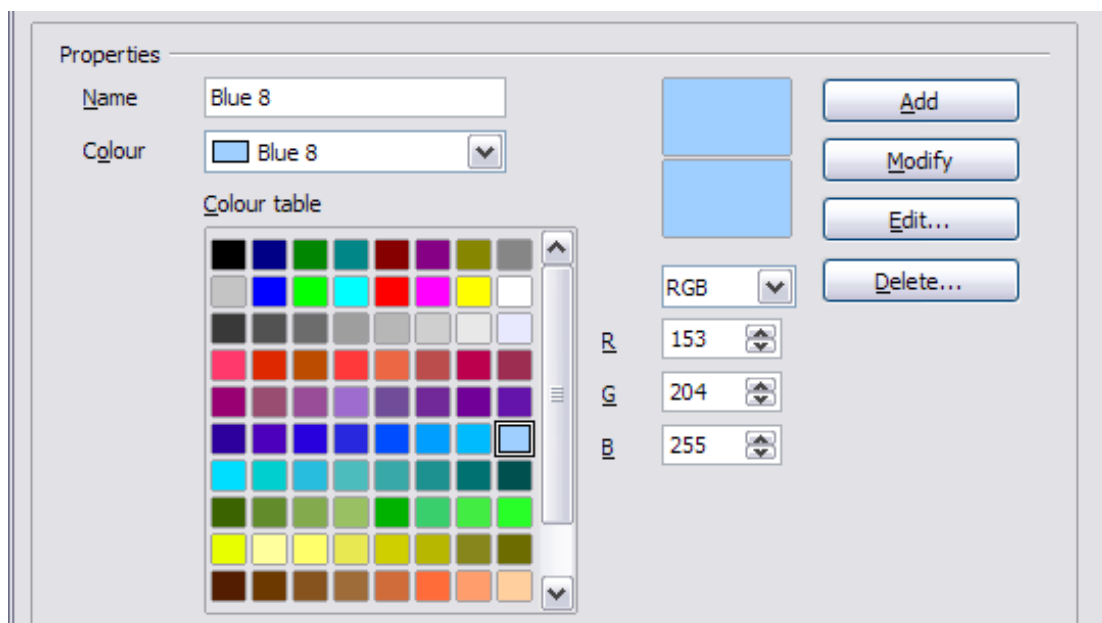 Properties
Name Blue 8 Add
Colour Blue 8 Modify
Colour table Edit...
RGB Delete...
R 153
G 204
B 255